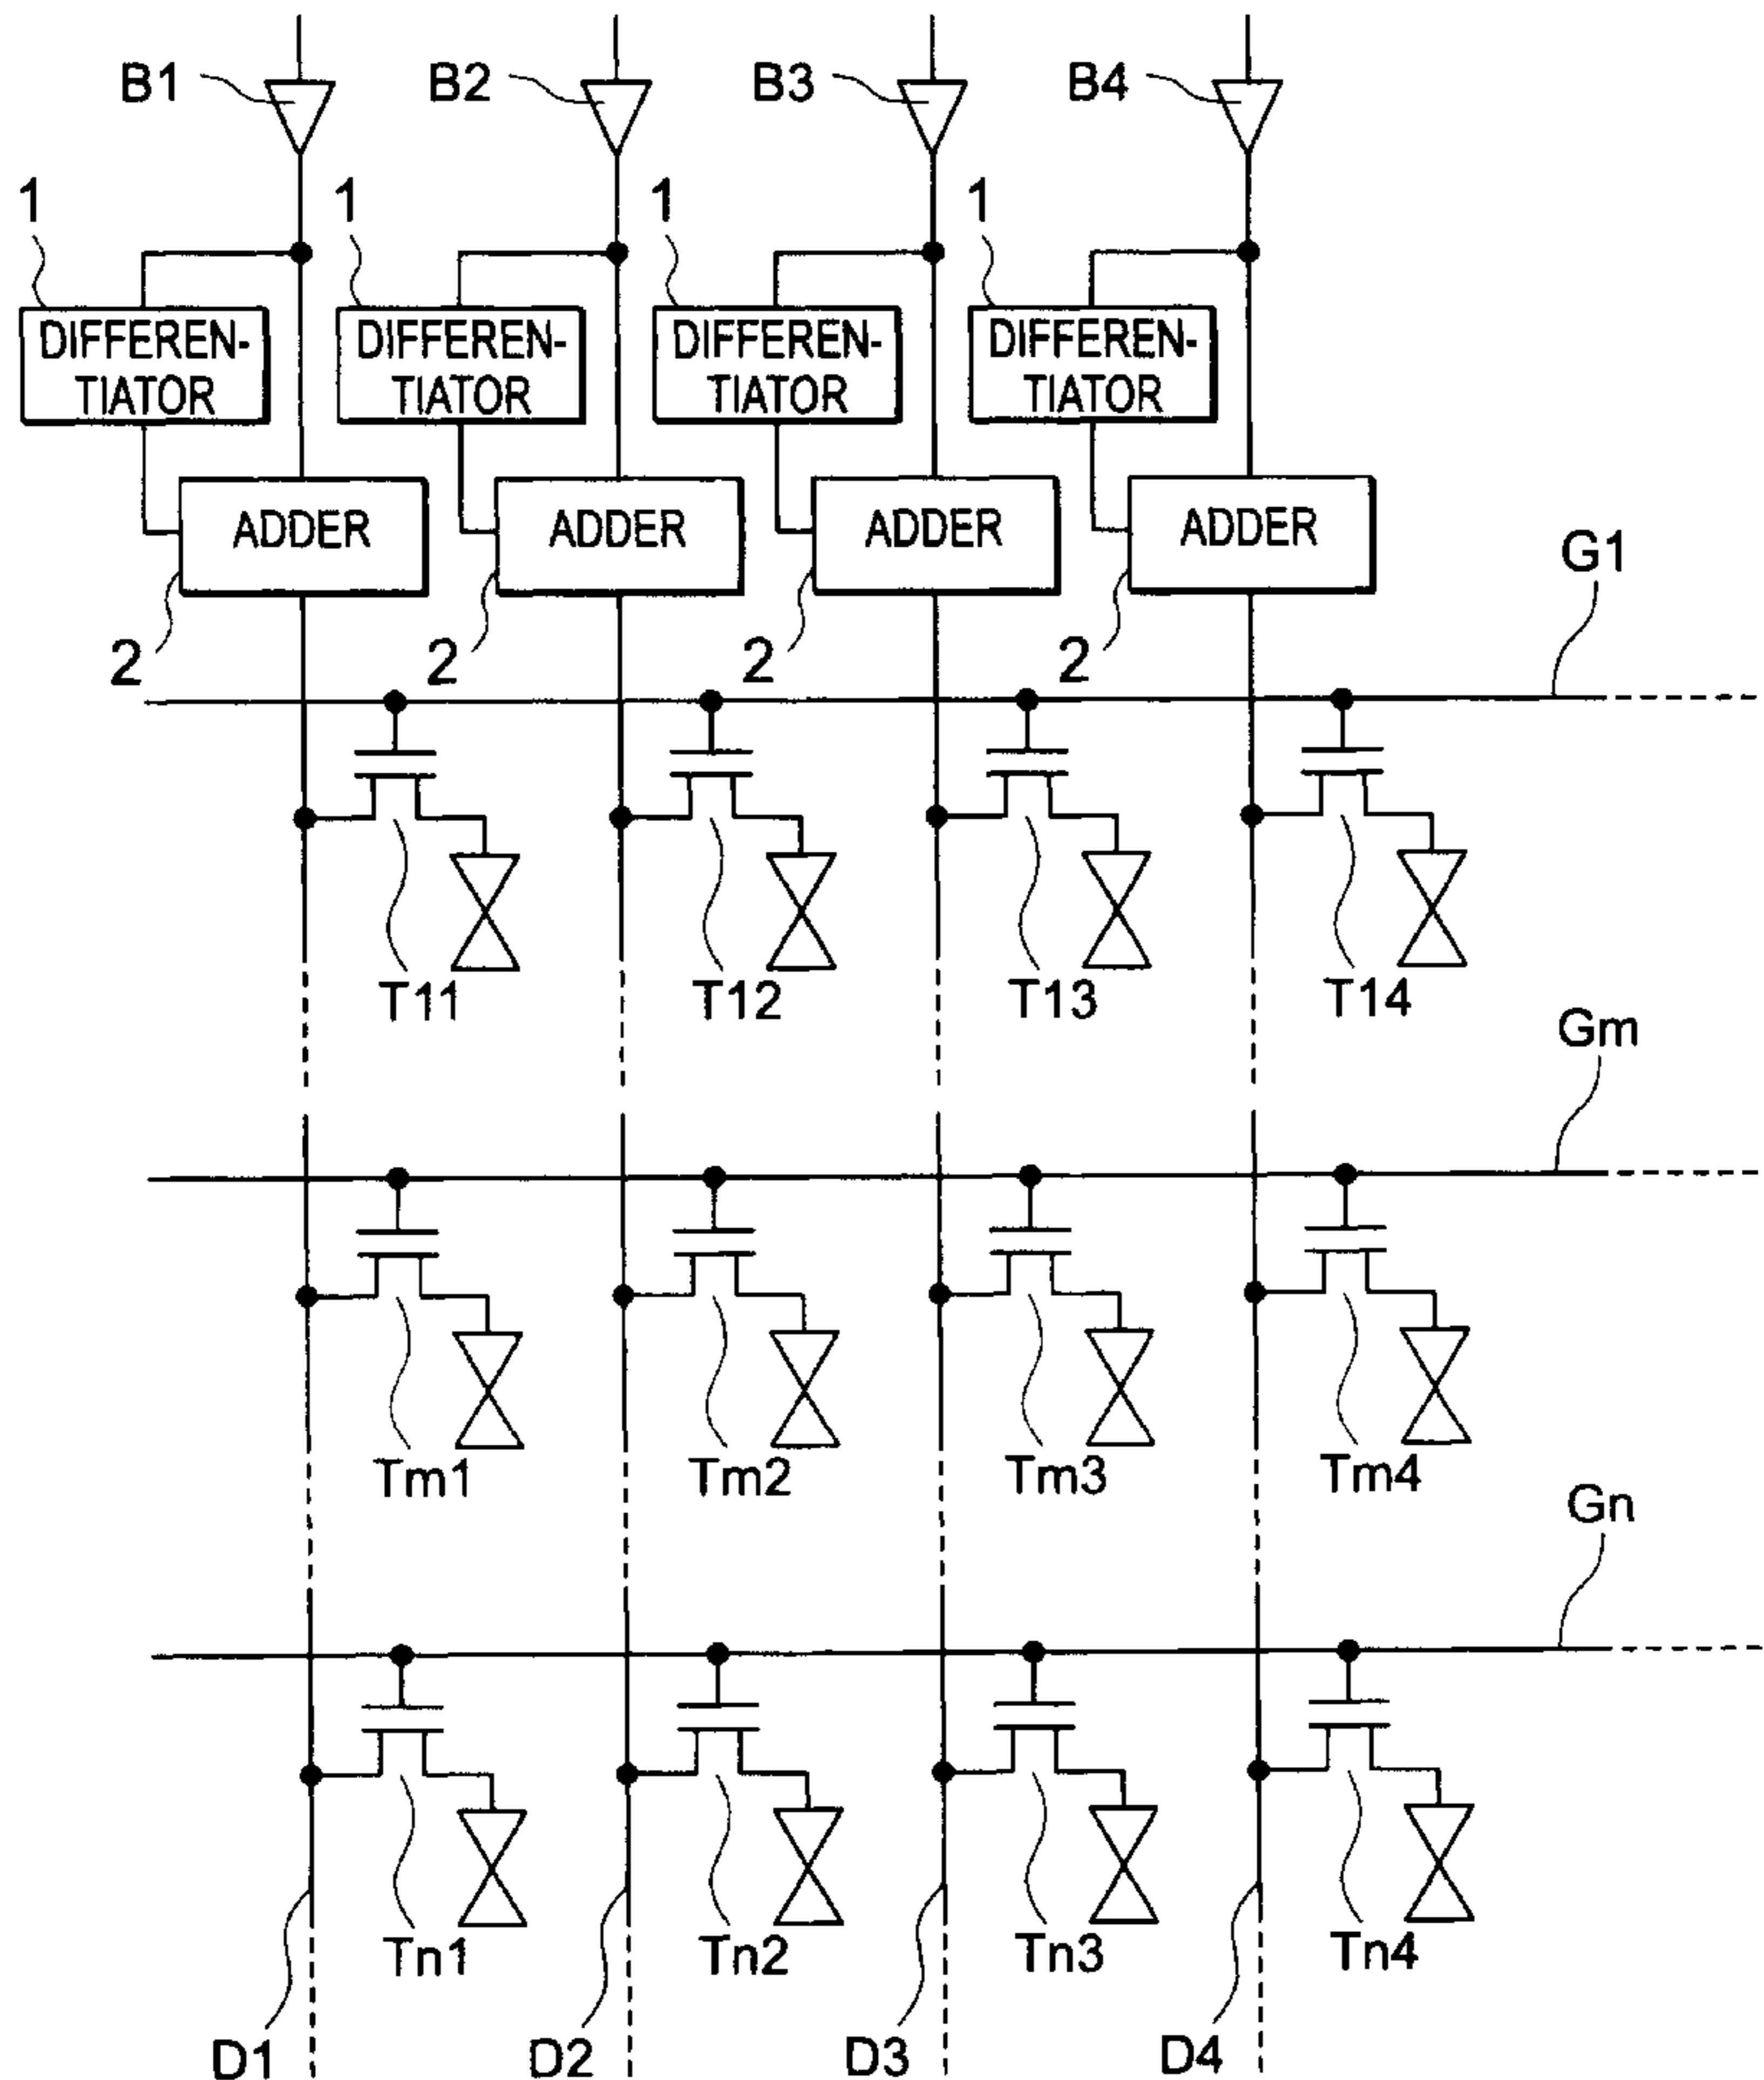 B1 B2 B3 B4
1 1 1 1
DIFFEREN- DIFFEREN- DIFFEREN- DIFFEREN-
TIATOR TIATOR TIATOR TIATOR
ADDER ADDER ADDER ADDER
G1
2 2 2 2
T11 T12 T13 T14
Gm
Tm1 Tm2 Tm3 Tm4
Gn
Tn1 Tn2 Tn3 Tn4
D1 D2 D3 D4